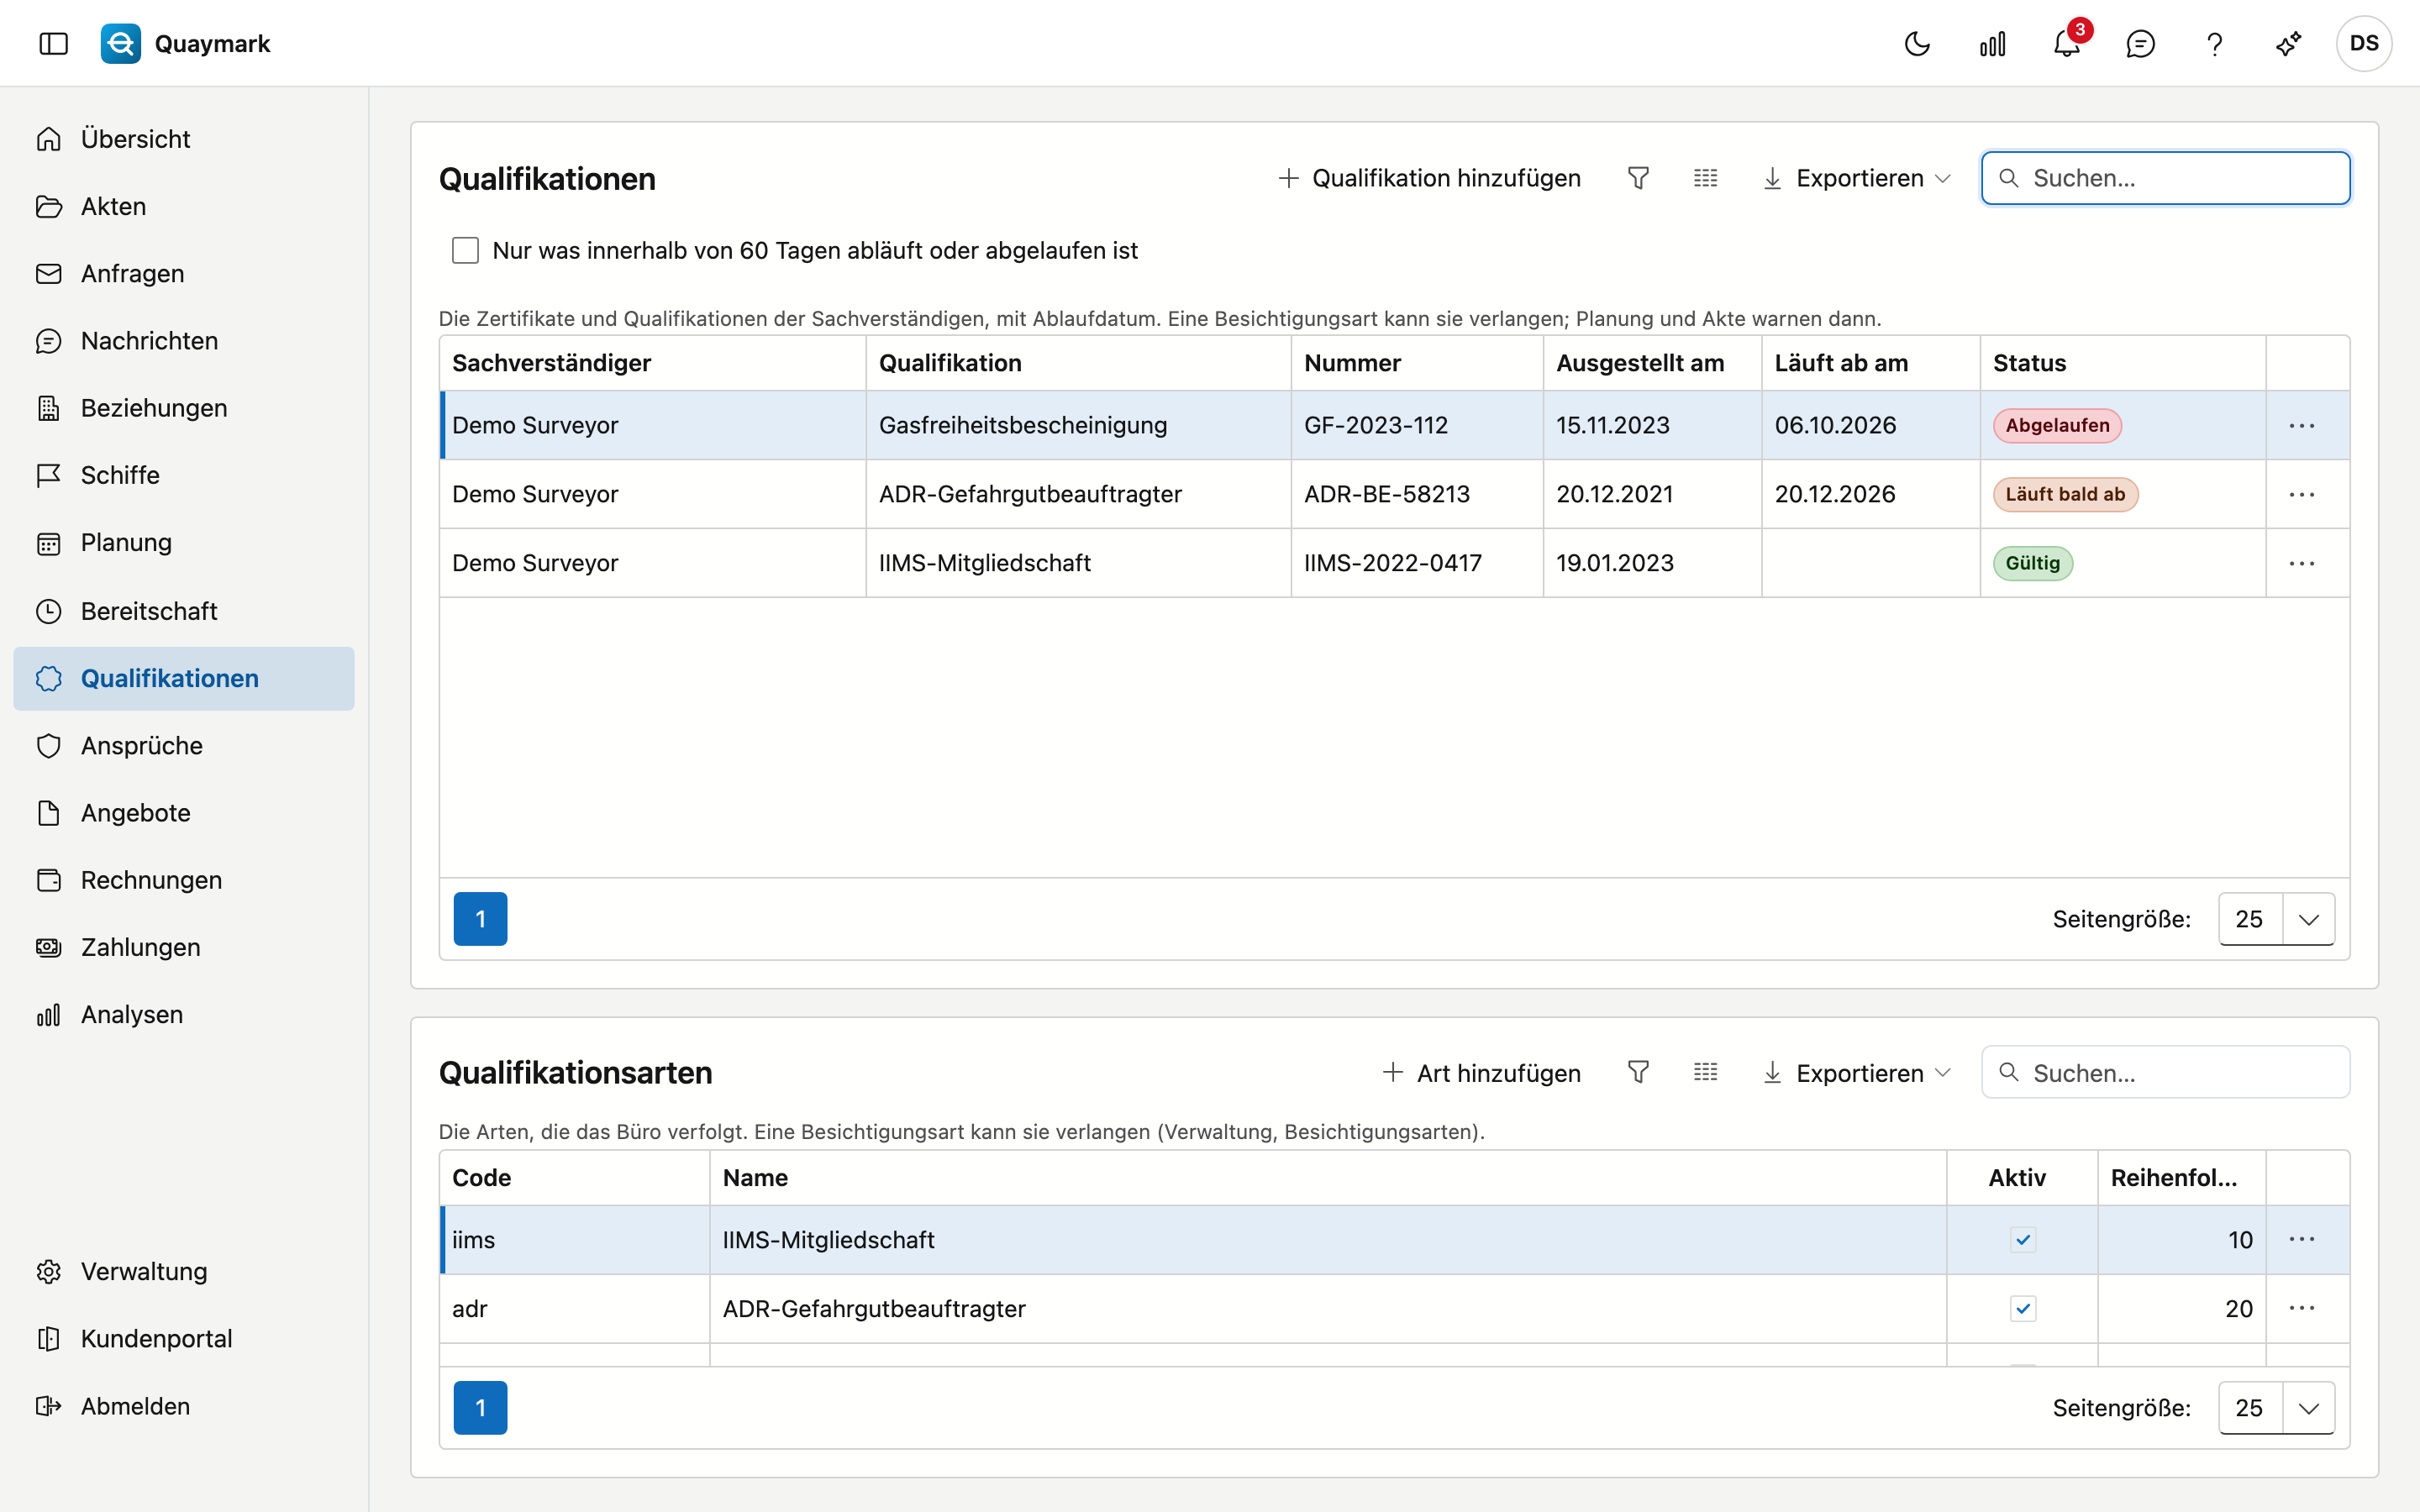 Quaymark
3
DS
Übersicht
Akten
Anfragen
Nachrichten
Beziehungen
Schiffe
Planung
Bereitschaft
Qualifikationen
Ansprüche
Angebote
Rechnungen
Zahlungen
Analysen
Verwaltung
Kundenportal
Abmelden
Qualifikationen
Qualifikation hinzufügen
Exportieren
Suchen...
Nur was innerhalb von 60 Tagen abläuft oder abgelaufen ist
Die Zertifikate und Qualifikationen der Sachverständigen, mit Ablaufdatum. Eine Besichtigungsart kann sie verlangen; Planung und Akte warnen dann.
Sachverständiger Qualifikation Nummer Ausgestellt am Läuft ab am Status
Demo Surveyor Gasfreiheitsbescheinigung GF-2023-112 15.11.2023 06.10.2026 Abgelaufen
Demo Surveyor ADR-Gefahrgutbeauftragter ADR-BE-58213 20.12.2021 20.12.2026 Läuft bald ab
Demo Surveyor IIMS-Mitgliedschaft IIMS-2022-0417 19.01.2023 Gültig
1 Seitengröße: 25
Qualifikationsarten
Art hinzufügen
Exportieren
Suchen...
Die Arten, die das Büro verfolgt. Eine Besichtigungsart kann sie verlangen (Verwaltung, Besichtigungsarten).
Code Name Aktiv Reihenfol...
iims IIMS-Mitgliedschaft 10
adr ADR-Gefahrgutbeauftragter 20
1 Seitengröße: 25